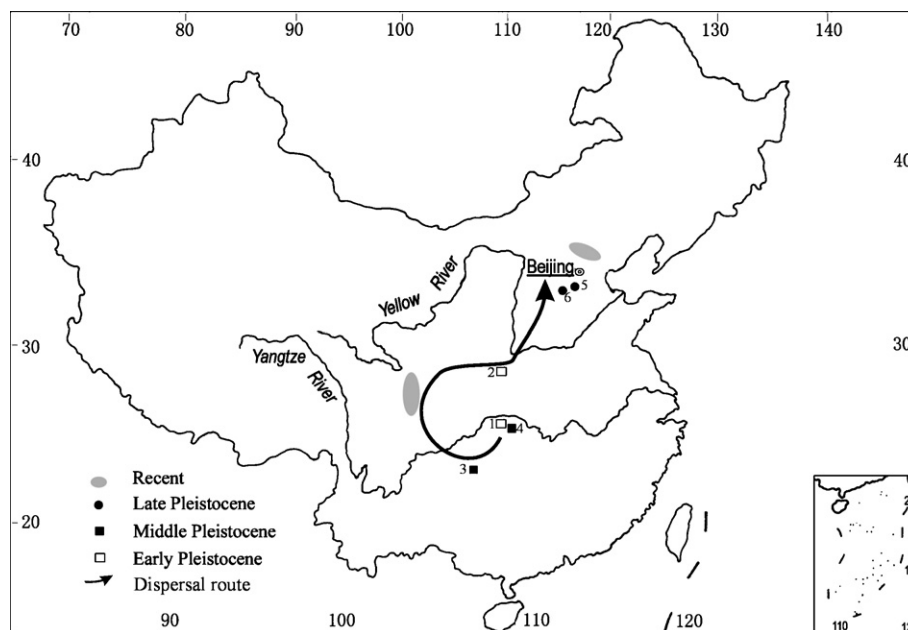 70 80 90 100 110 120 130 140
40 40
Beijing
Yellow River
5
6
30 30
Yangtze River
2
1 4
3
Recent
Late Pleistocene
Middle Pleistocene
Early Pleistocene
Dispersal route
20
90 100 110 120
110